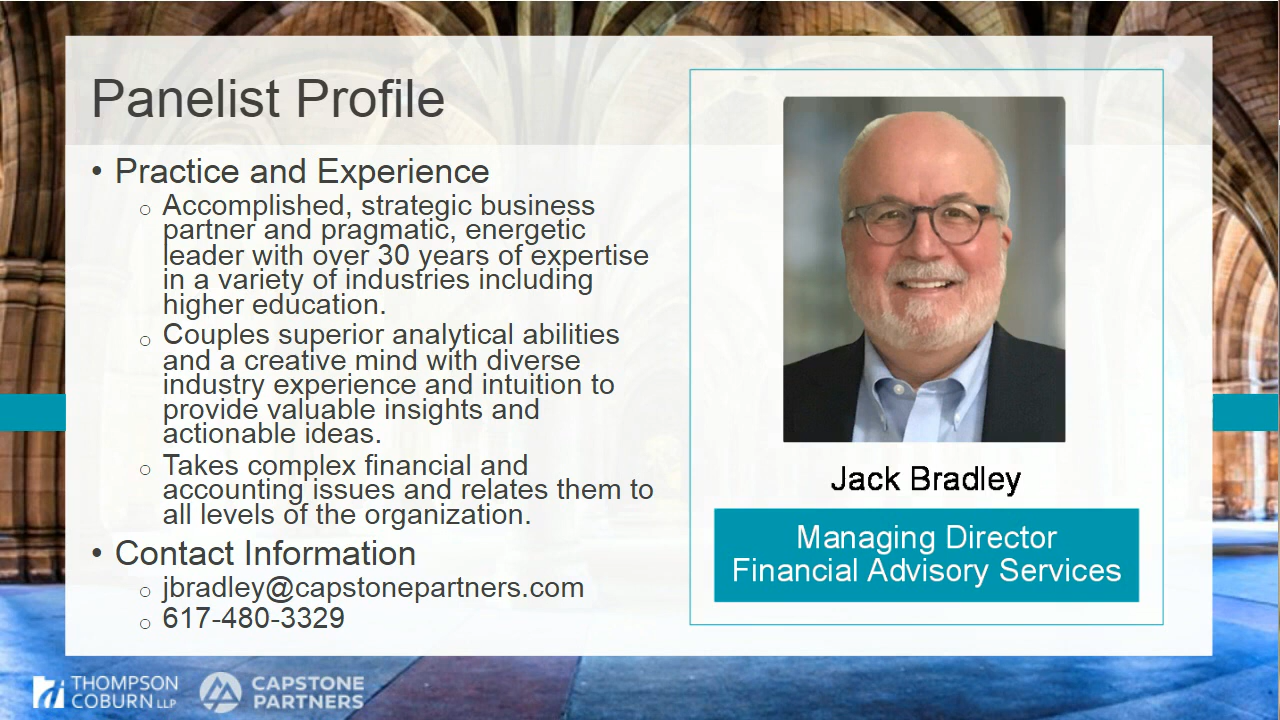 Panelist Profile
• Practice and Experience
o Accomplished, strategic business
partner and pragmatic, energetic
leader with over 30 years of expertise
in a variety of industries including
higher education.
o Couples superior analytical abilities
and a creative mind with diverse
industry experience and intuition to
provide valuable insights and
actionable ideas.
o Takes complex financial and
accounting issues and relates them to
all levels of the organization.
• Contact Information
o jbradley@capstonepartners.com
o 617-480-3329
Jack Bradley
Managing Director
Financial Advisory Services
THOMPSON
COBURN LLP
CAPSTONE
PARTNERS